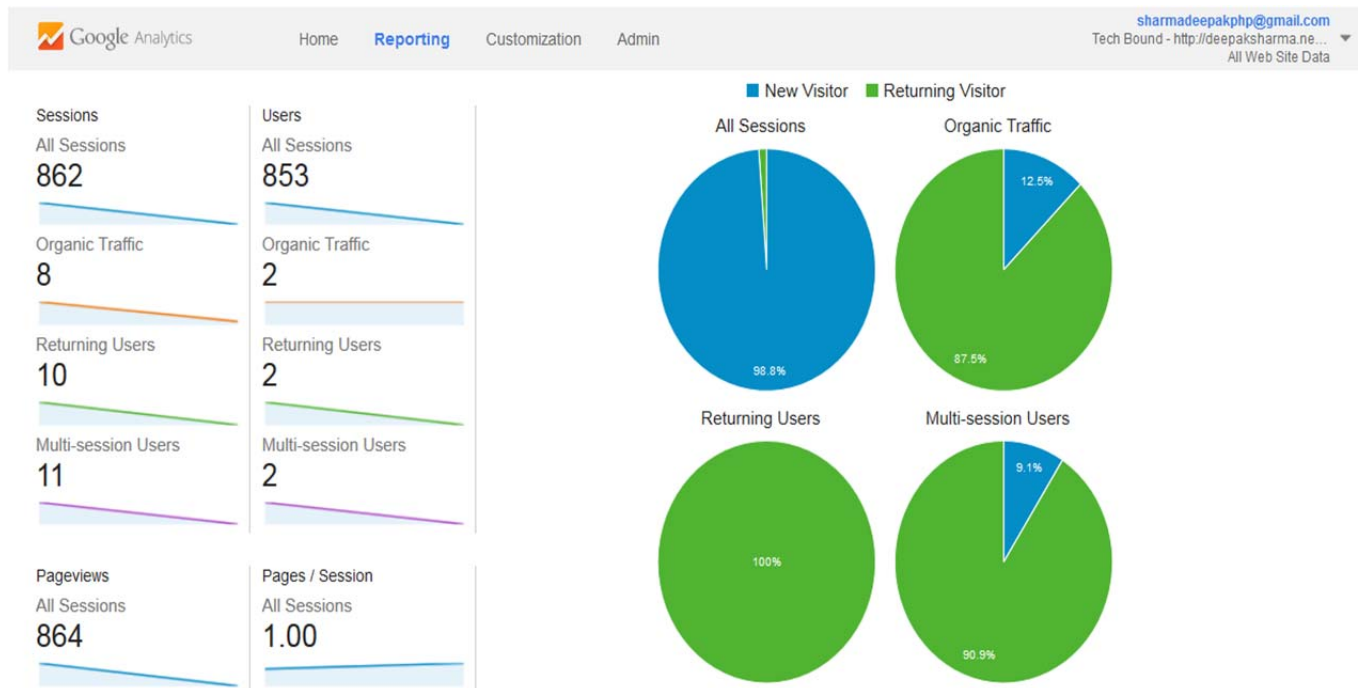 Google Analytics
Home
Reporting
Customization
Admin
sharmadeepakphp@gmail.com
Tech Bound - http://deepaksharma.ne...
All Web Site Data
Sessions
All Sessions
862
Organic Traffic
8
Returning Users
10
Multi-session Users
11
Users
All Sessions
853
Organic Traffic
2
Returning Users
2
Multi-session Users
2
Pageviews
All Sessions
864
Pages / Session
All Sessions
1.00
New Visitor
Returning Visitor
All Sessions
98.8%
Organic Traffic
12.5%
87.5%
Returning Users
100%
Multi-session Users
9.1%
90.9%